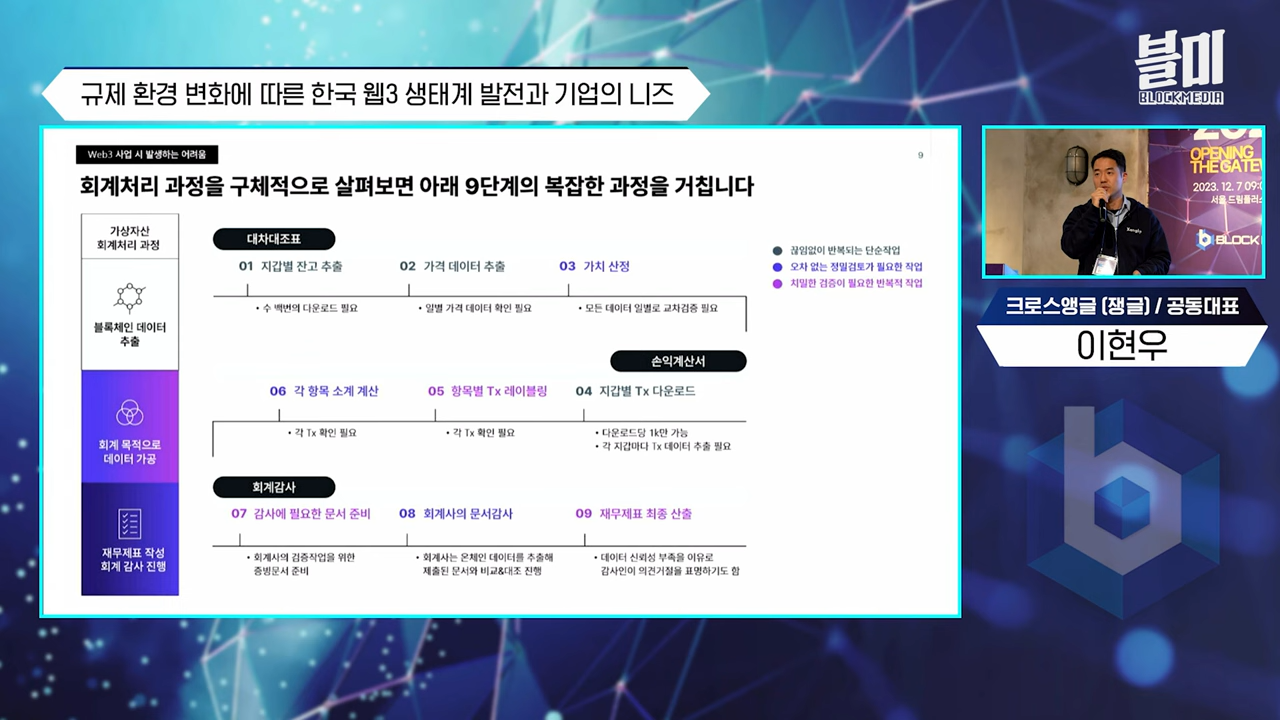 블미
BLOCKMEDIA
규제 환경 변화에 따른 한국 웹3 생태계 발전과 기업의 니즈
Web3 사업 시 발생하는 어려움
9
회계처리 과정을 구체적으로 살펴보면 아래 9단계의 복잡한 과정을 거칩니다
가상자산
회계처리 과정
블록체인 데이터
추출
회계 목적으로
데이터 가공
재무제표 작성
회계 감사 진행
대차대조표
01 지갑별 잔고 추출
• 수 백번의 다운로드 필요
02 가격 데이터 추출
• 일별 가격 데이터 확인 필요
03 가치 산정
• 모든 데이터 일별로 교차검증 필요
끊임없이 반복되는 단순작업
오차 없는 정밀검토가 필요한 작업
치밀한 검증이 필요한 반복적 작업
손익계산서
06 각 항목 소계 계산
• 각 Tx 확인 필요
05 항목별 Tx 레이블링
• 각 Tx 확인 필요
04 지갑별 Tx 다운로드
• 다운로드당 1k만 가능
• 각 지갑마다 Tx 데이터 추출 필요
회계감사
07 감사에 필요한 문서 준비
• 회계사의 검증작업을 위한
증빙문서 준비
08 회계사의 문서감사
• 회계사는 온체인 데이터를 추출해
제출된 문서와 비교&대조 진행
09 재무제표 최종 산출
• 데이터 신뢰성 부족을 이유로
감사인이 의견거절을 표명하기도 함
OPENING
THE GATEW
2023. 12. 7 09:0
서울 드림플러스
BLOCK
Xangle
크로스앵글 (쟁글) / 공동대표
이현우